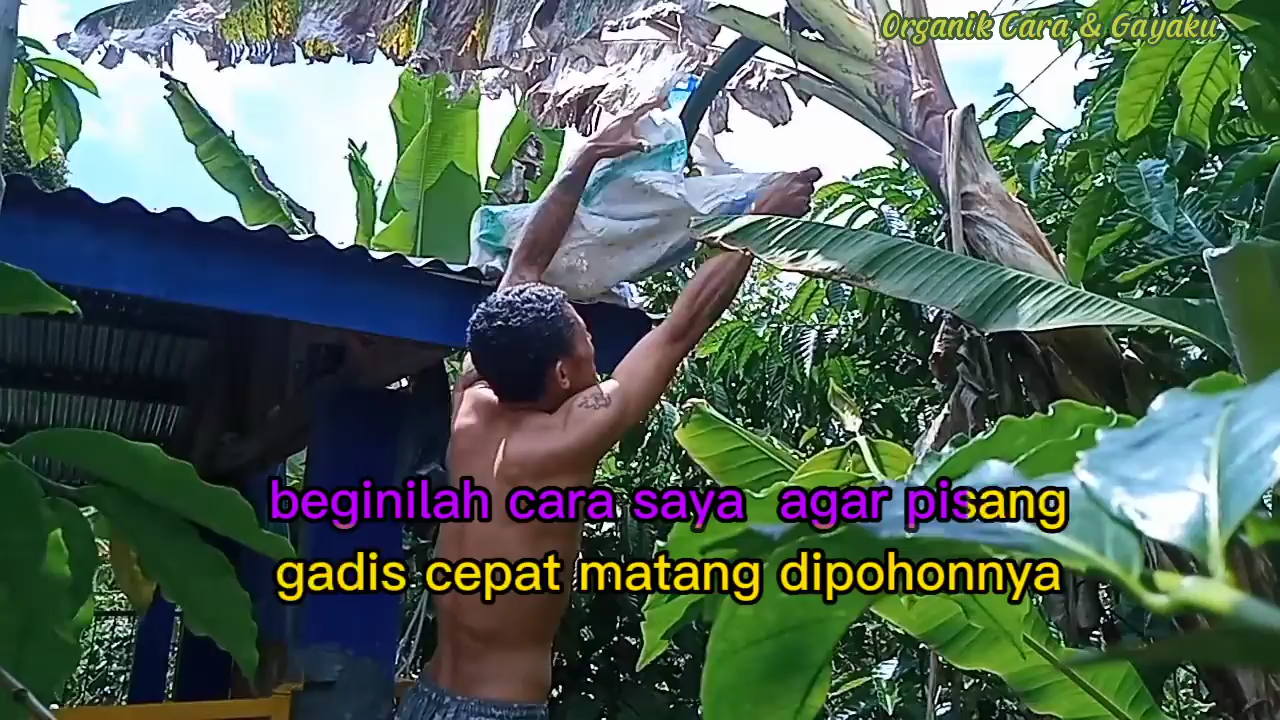 Organik Cara & Gayaku
beginilah cara saya agar pisang
gadis cepat matang dipohonnya